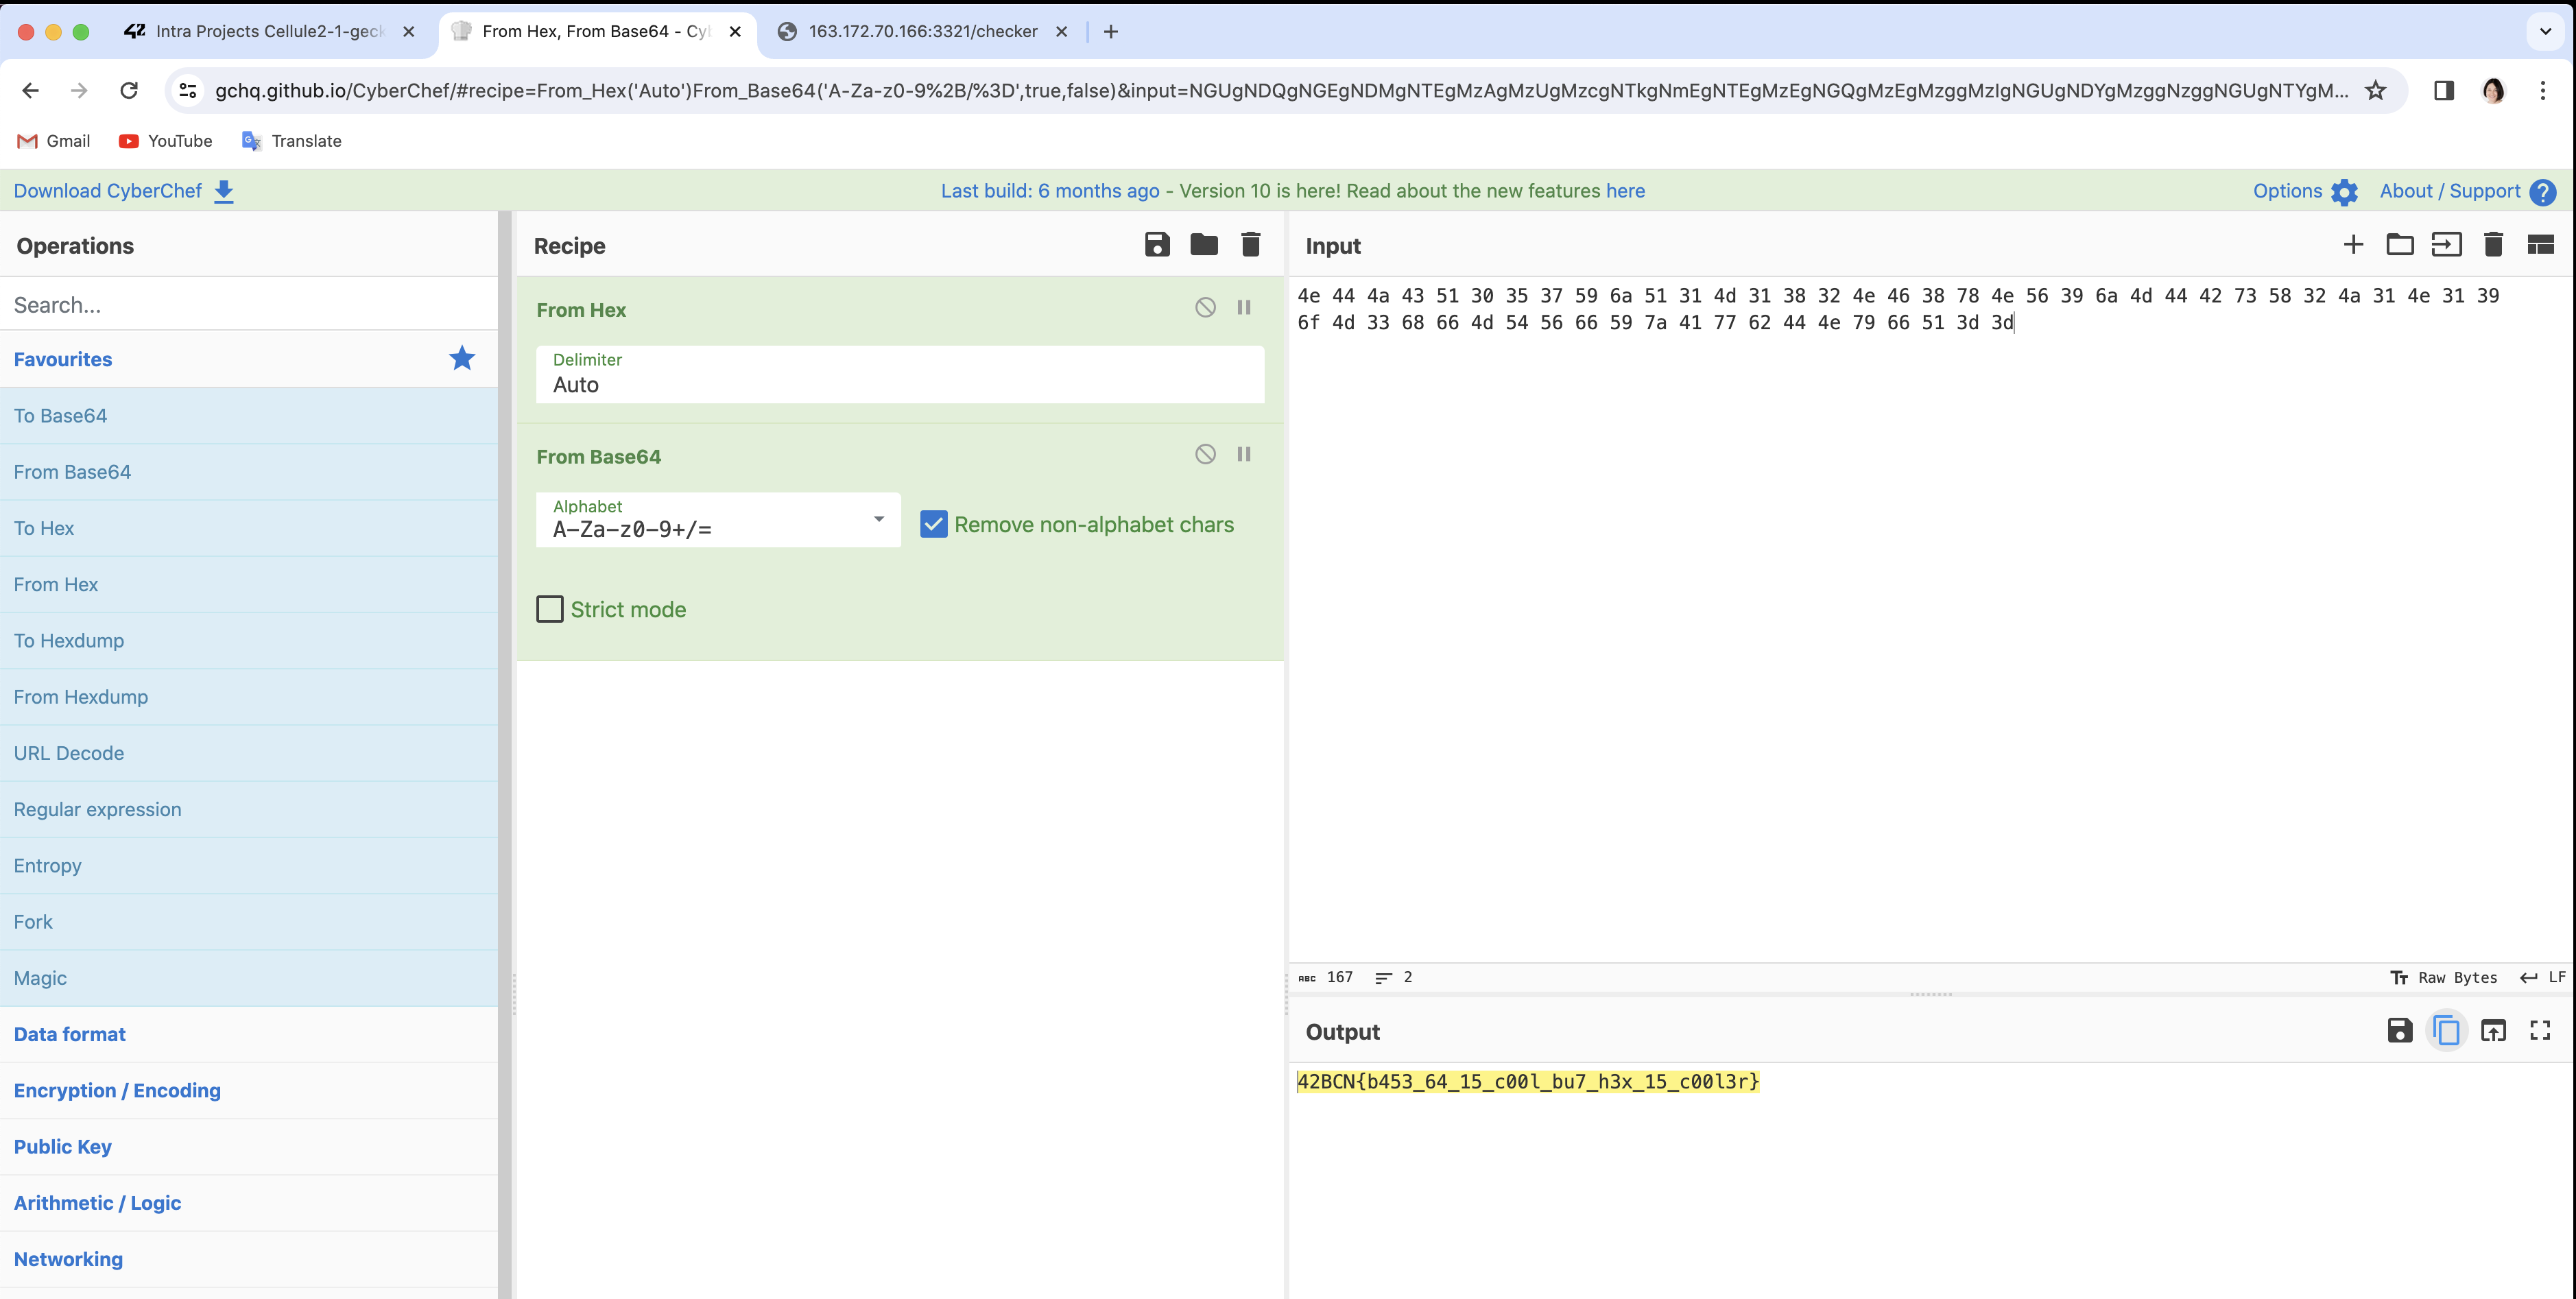 Intra Projects Cellule2-1-geck
From Hex, From Base64 - Cy
163.172.70.166:3321/checker
gchq.github.io/CyberChef/#recipe=From_Hex('Auto')From_Base64('A-Za-z0-9%2B/%3D',true,false)&input=NGUgNDQgNGEgNDMgNTEgMzAgMzUgMzcgNTkgNmEgNTEgMzEgNGQgMzEgMzggMzIgNGUgNDYgMzggNzggNGUgNTYgM...
Gmail
YouTube
Translate
Download CyberChef
Last build: 6 months ago - Version 10 is here! Read about the new features here
Options
About / Support
Operations
Search...
Favourites
To Base64
From Base64
To Hex
From Hex
To Hexdump
From Hexdump
URL Decode
Regular expression
Entropy
Fork
Magic
Data format
Encryption / Encoding
Public Key
Arithmetic / Logic
Networking
Recipe
From Hex
Delimiter
Auto
From Base64
Alphabet
A-Za-z0-9+/=
Remove non-alphabet chars
Strict mode
Input
4e 44 4a 43 51 30 35 37 59 6a 51 31 4d 31 38 32 4e 46 38 78 4e 56 39 6a 4d 44 42 73 58 32 4a 31 4e 31 39
6f 4d 33 68 66 4d 54 56 66 59 7a 41 77 62 44 4e 79 66 51 3d 3d
ABC 167
2
Tт Raw Bytes
LF
Output
42BCN{b453_64_15_c00l_bu7_h3x_15_c00l3r}